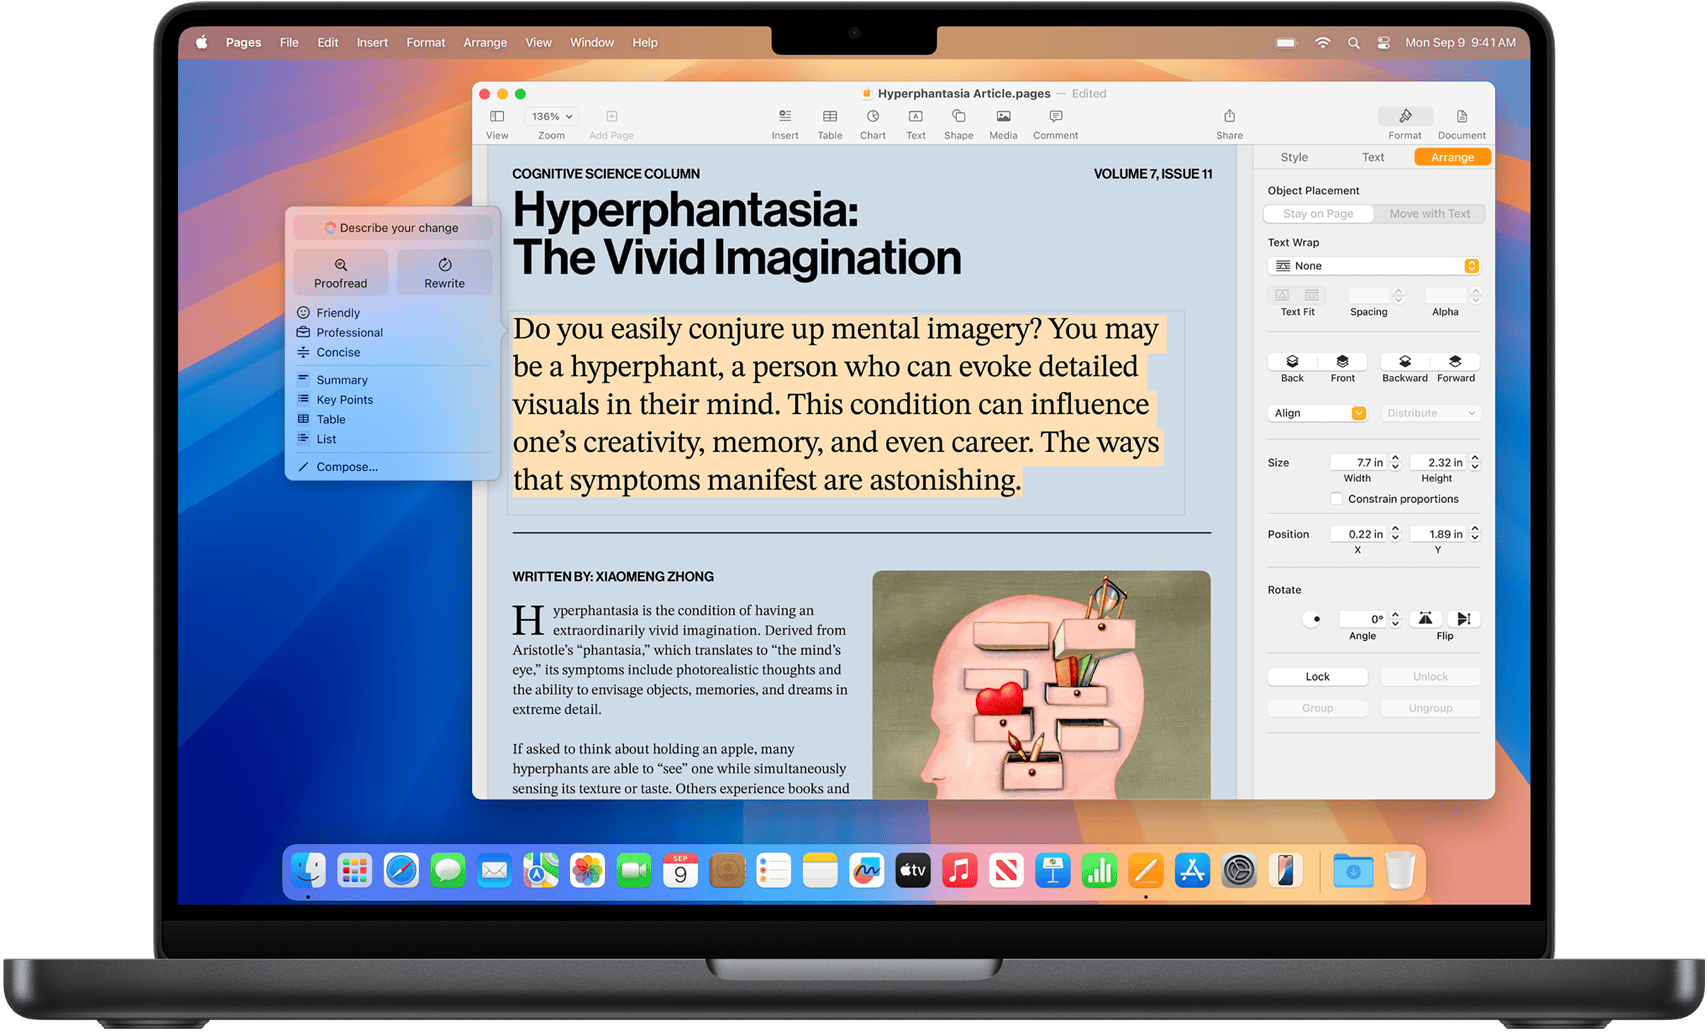 Pages File Edit Insert Format Arrange View Window Help
Mon Sep 9 9:41 AM
Hyperphantasia Article.pages — Edited
136%
View Zoom Add Page
Insert Table Chart Text Shape Media Comment
Share
Format Document
Describe your change
Proofread Rewrite
Friendly
Professional
Concise
Summary
Key Points
Table
List
Compose...
COGNITIVE SCIENCE COLUMN
VOLUME 7, ISSUE 11
Hyperphantasia:
The Vivid Imagination
Do you easily conjure up mental imagery? You may
be a hyperphant, a person who can evoke detailed
visuals in their mind. This condition can influence
one’s creativity, memory, and even career. The ways
that symptoms manifest are astonishing.
WRITTEN BY: XIAOMENG ZHONG
Hyperphantasia is the condition of having an
extraordinarily vivid imagination. Derived from
Aristotle’s “phantasia,” which translates to “the mind’s
eye,” its symptoms include photorealistic thoughts and
the ability to envisage objects, memories, and dreams in
extreme detail.
If asked to think about holding an apple, many
hyperphants are able to “see” one while simultaneously
sensing its texture or taste. Others experience books and
Style Text Arrange
Object Placement
Stay on Page Move with Text
Text Wrap
None
Text Fit Spacing Alpha
Back Front Backward Forward
Align Distribute
Size 7.7 in 2.32 in
Width Height
Constrain proportions
Position 0.22 in 1.89 in
X Y
Rotate
0°
Angle Flip
Lock Unlock
Group Ungroup
SEP
9
tv